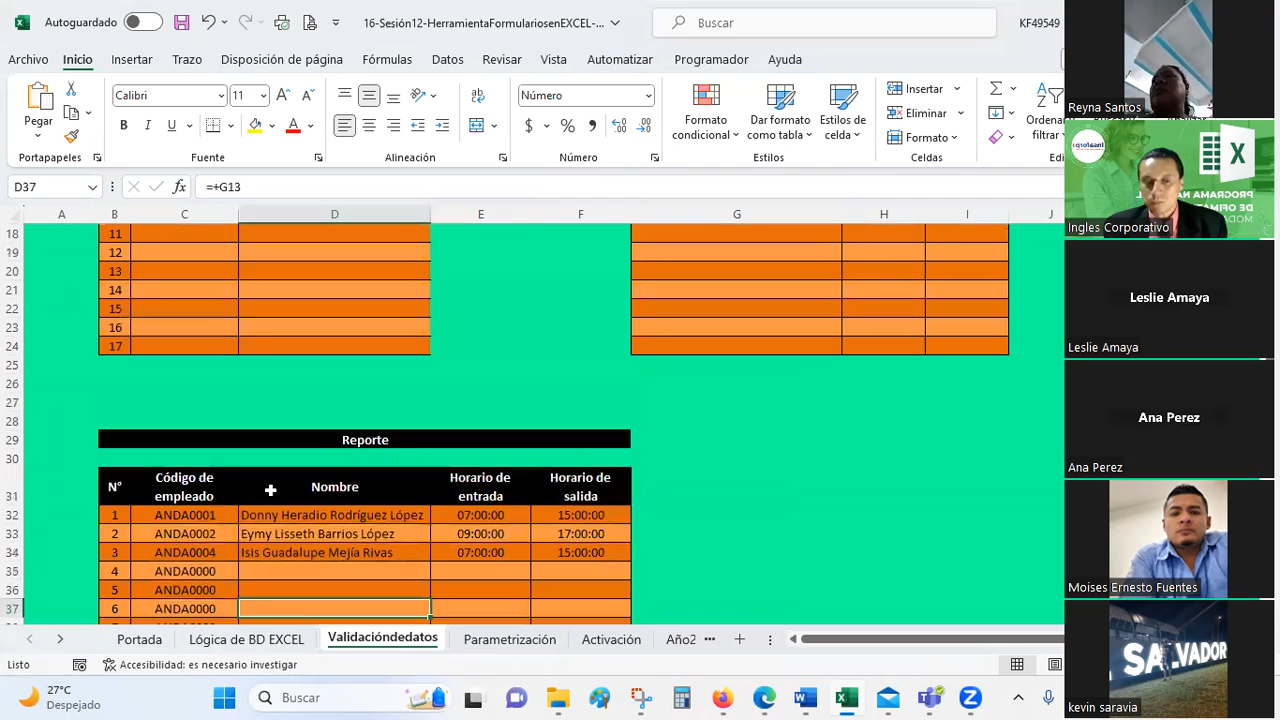 Autoguardado
16-Sesión12-HerramientaFormulariosenEXCEL-...
Buscar
KF49549
Archivo Inicio Insertar Trazo Disposición de página Fórmulas Datos Revisar Vista Automatizar Programador Ayuda
Pegar
Calibri 11
Número
Formato condicional
Dar formato como tabla
Estilos de celda
Insertar
Eliminar
Formato
Ordenar
filtrar
Portapapeles Fuente Alineación Número Estilos Celdas
D37 fx =+G13
A B C D E F G H I J
18 11
19 12
20 13
21 14
22 15
23 16
24 17
25
26
27
28
29 Reporte
30
31 N° Código de empleado Nombre Horario de entrada Horario de salida
32 1 ANDA0001 Donny Heradio Rodríguez López 07:00:00 15:00:00
33 2 ANDA0002 Eymy Lisseth Barrios López 09:00:00 17:00:00
34 3 ANDA0004 Isis Guadalupe Mejía Rivas 07:00:00 15:00:00
35 4 ANDA0000
36 5 ANDA0000
37 6 ANDA0000
Portada Lógica de BD EXCEL Validacióndedatos Parametrización Activación Año2 ...
Listo Accesibilidad: es necesario investigar
27°C
Despejado
Buscar
Reyna Santos
PROGRAMA NA
DE OFIMAT
MODA
Ingles Corporativo
Leslie Amaya
Leslie Amaya
Ana Perez
Ana Perez
Moises Ernesto Fuentes
SALVADOR
kevin saravia